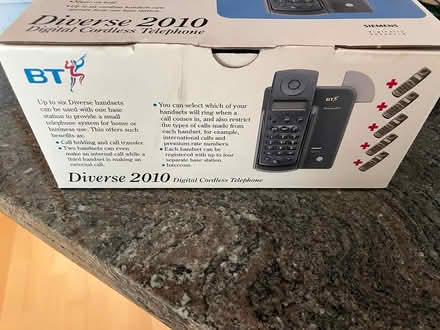 Diverse 2010
Digital Cordless Telephone
SIEMENS
BT
Up to six Diverse handsets
can be used with one base
station to provide a small
telephone system for home or
business use. This offers such
benefits as:
• Call holding and call transfer.
• Two handsets can even
make an internal call while a
third handset is making an
external call.
• You can select which of your
handsets will ring when a
call comes in, and also restrict
the types of calls made from
each handset, for example,
international calls and
premium rate numbers.
• Each handset can be
registered with up to four
separate base station.
• Intercom.
BT
Diverse 2010 Digital Cordless Telephone